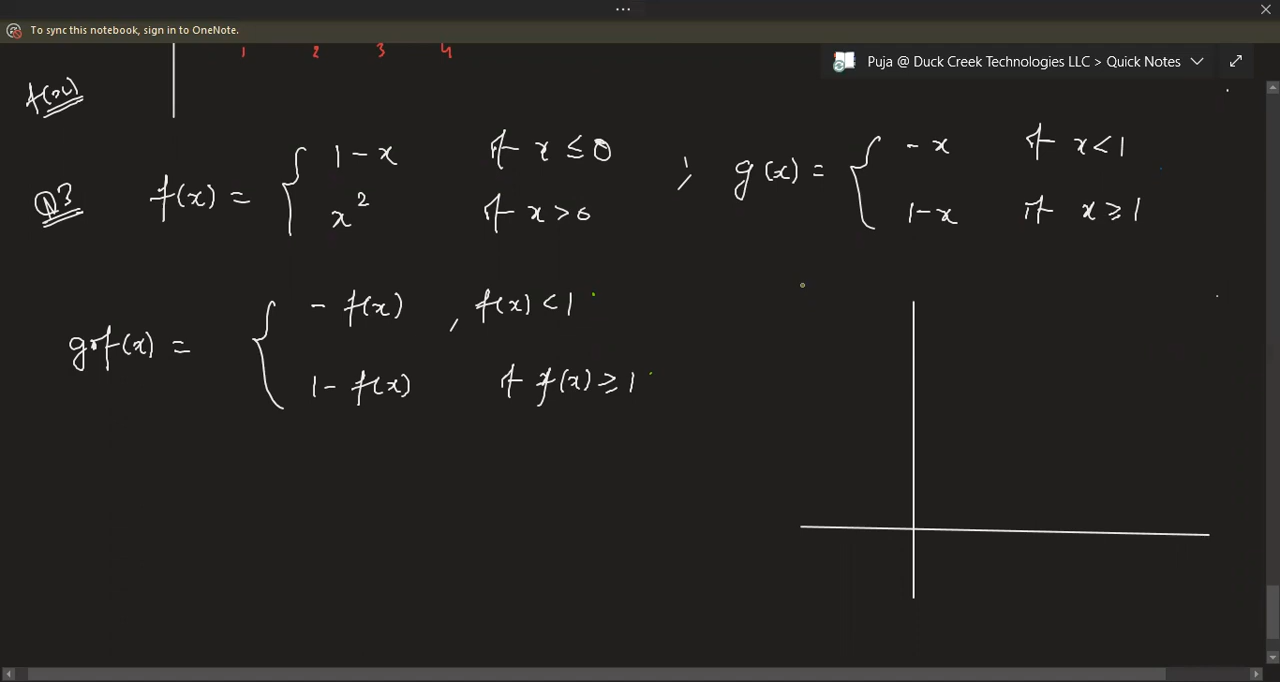 ...
To sync this notebook, sign in to OneNote.
1 2 3 4
Puja @ Duck Creek Technologies LLC > Quick Notes
f(x)
Q3 f(x) = { 1 - x if x ≤ 0 ; g(x) = { - x if x < 1
x² if x > 0 1 - x if x ≥ 1
gof(x) = { - f(x) , f(x) < 1
1 - f(x) if f(x) ≥ 1